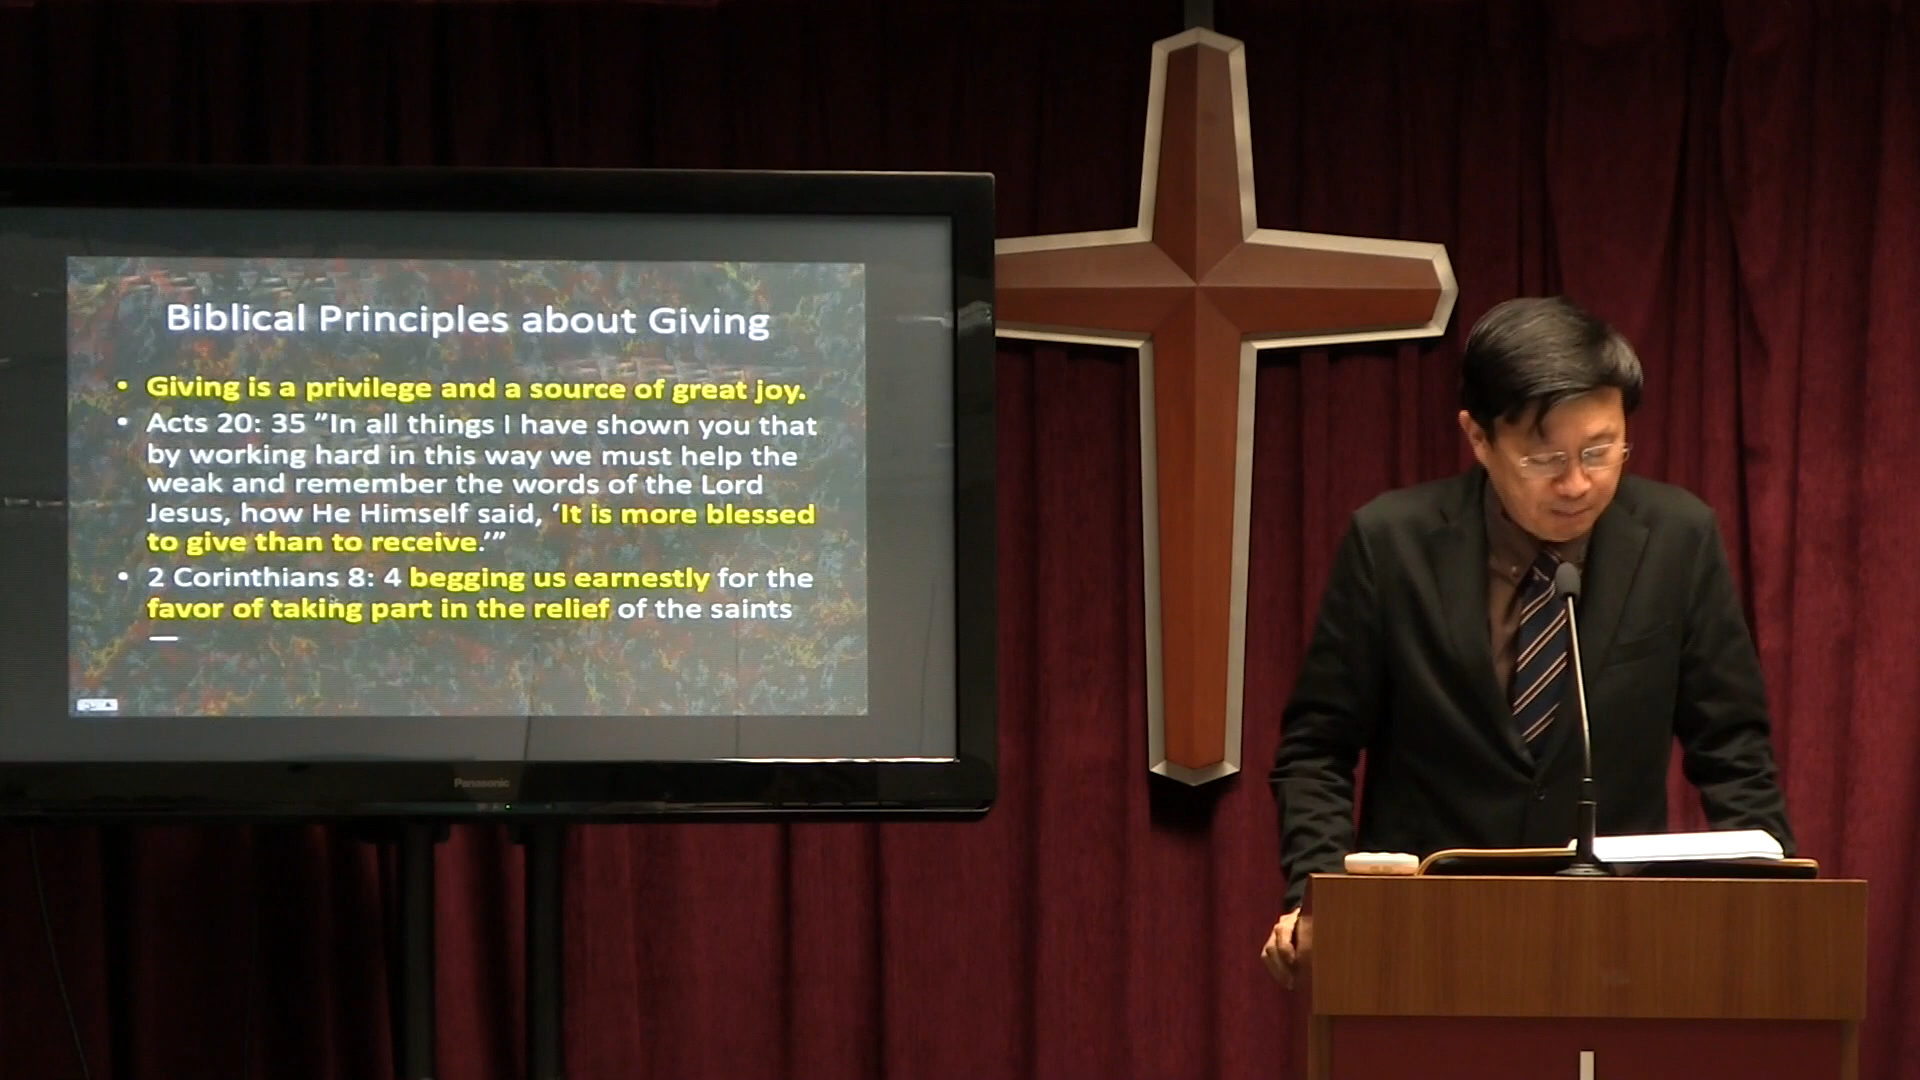 Biblical Principles about Giving
• Giving is a privilege and a source of great joy.
• Acts 20: 35 ”In all things I have shown you that
by working hard in this way we must help the
weak and remember the words of the Lord
Jesus, how He Himself said, ‘It is more blessed
to give than to receive.’”
• 2 Corinthians 8: 4 begging us earnestly for the
favor of taking part in the relief of the saints
—
Panasonic